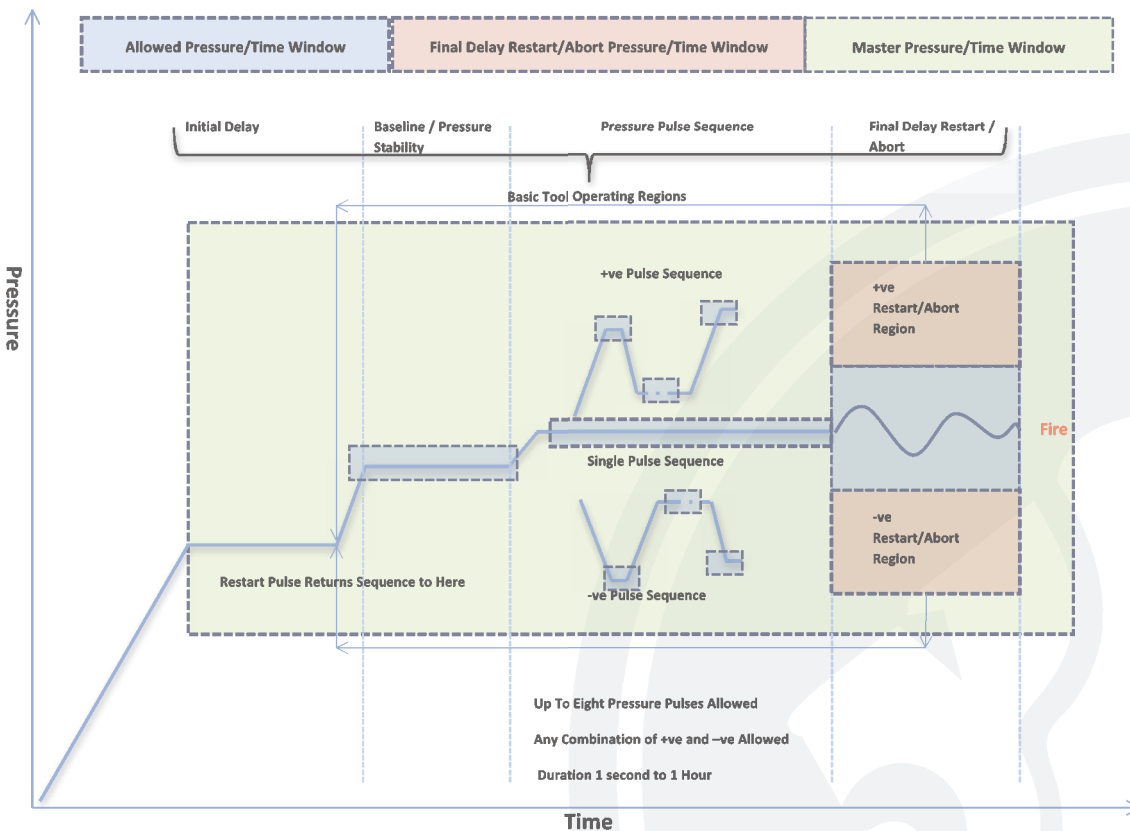 Allowed Pressure/Time Window
Final Delay Restart/Abort Pressure/Time Window
Master Pressure/Time Window
Initial Delay
Baseline / Pressure
Stability
Pressure Pulse Sequence
Final Delay Restart /
Abort
Basic Tool Operating Regions
Pressure
+ve Pulse Sequence
+ve
Restart/Abort
Region
Fire
Single Pulse Sequence
-ve
Restart/Abort
Region
Restart Pulse Returns Sequence to Here
-ve Pulse Sequence
Up To Eight Pressure Pulses Allowed
Any Combination of +ve and –ve Allowed
Duration 1 second to 1 Hour
Time